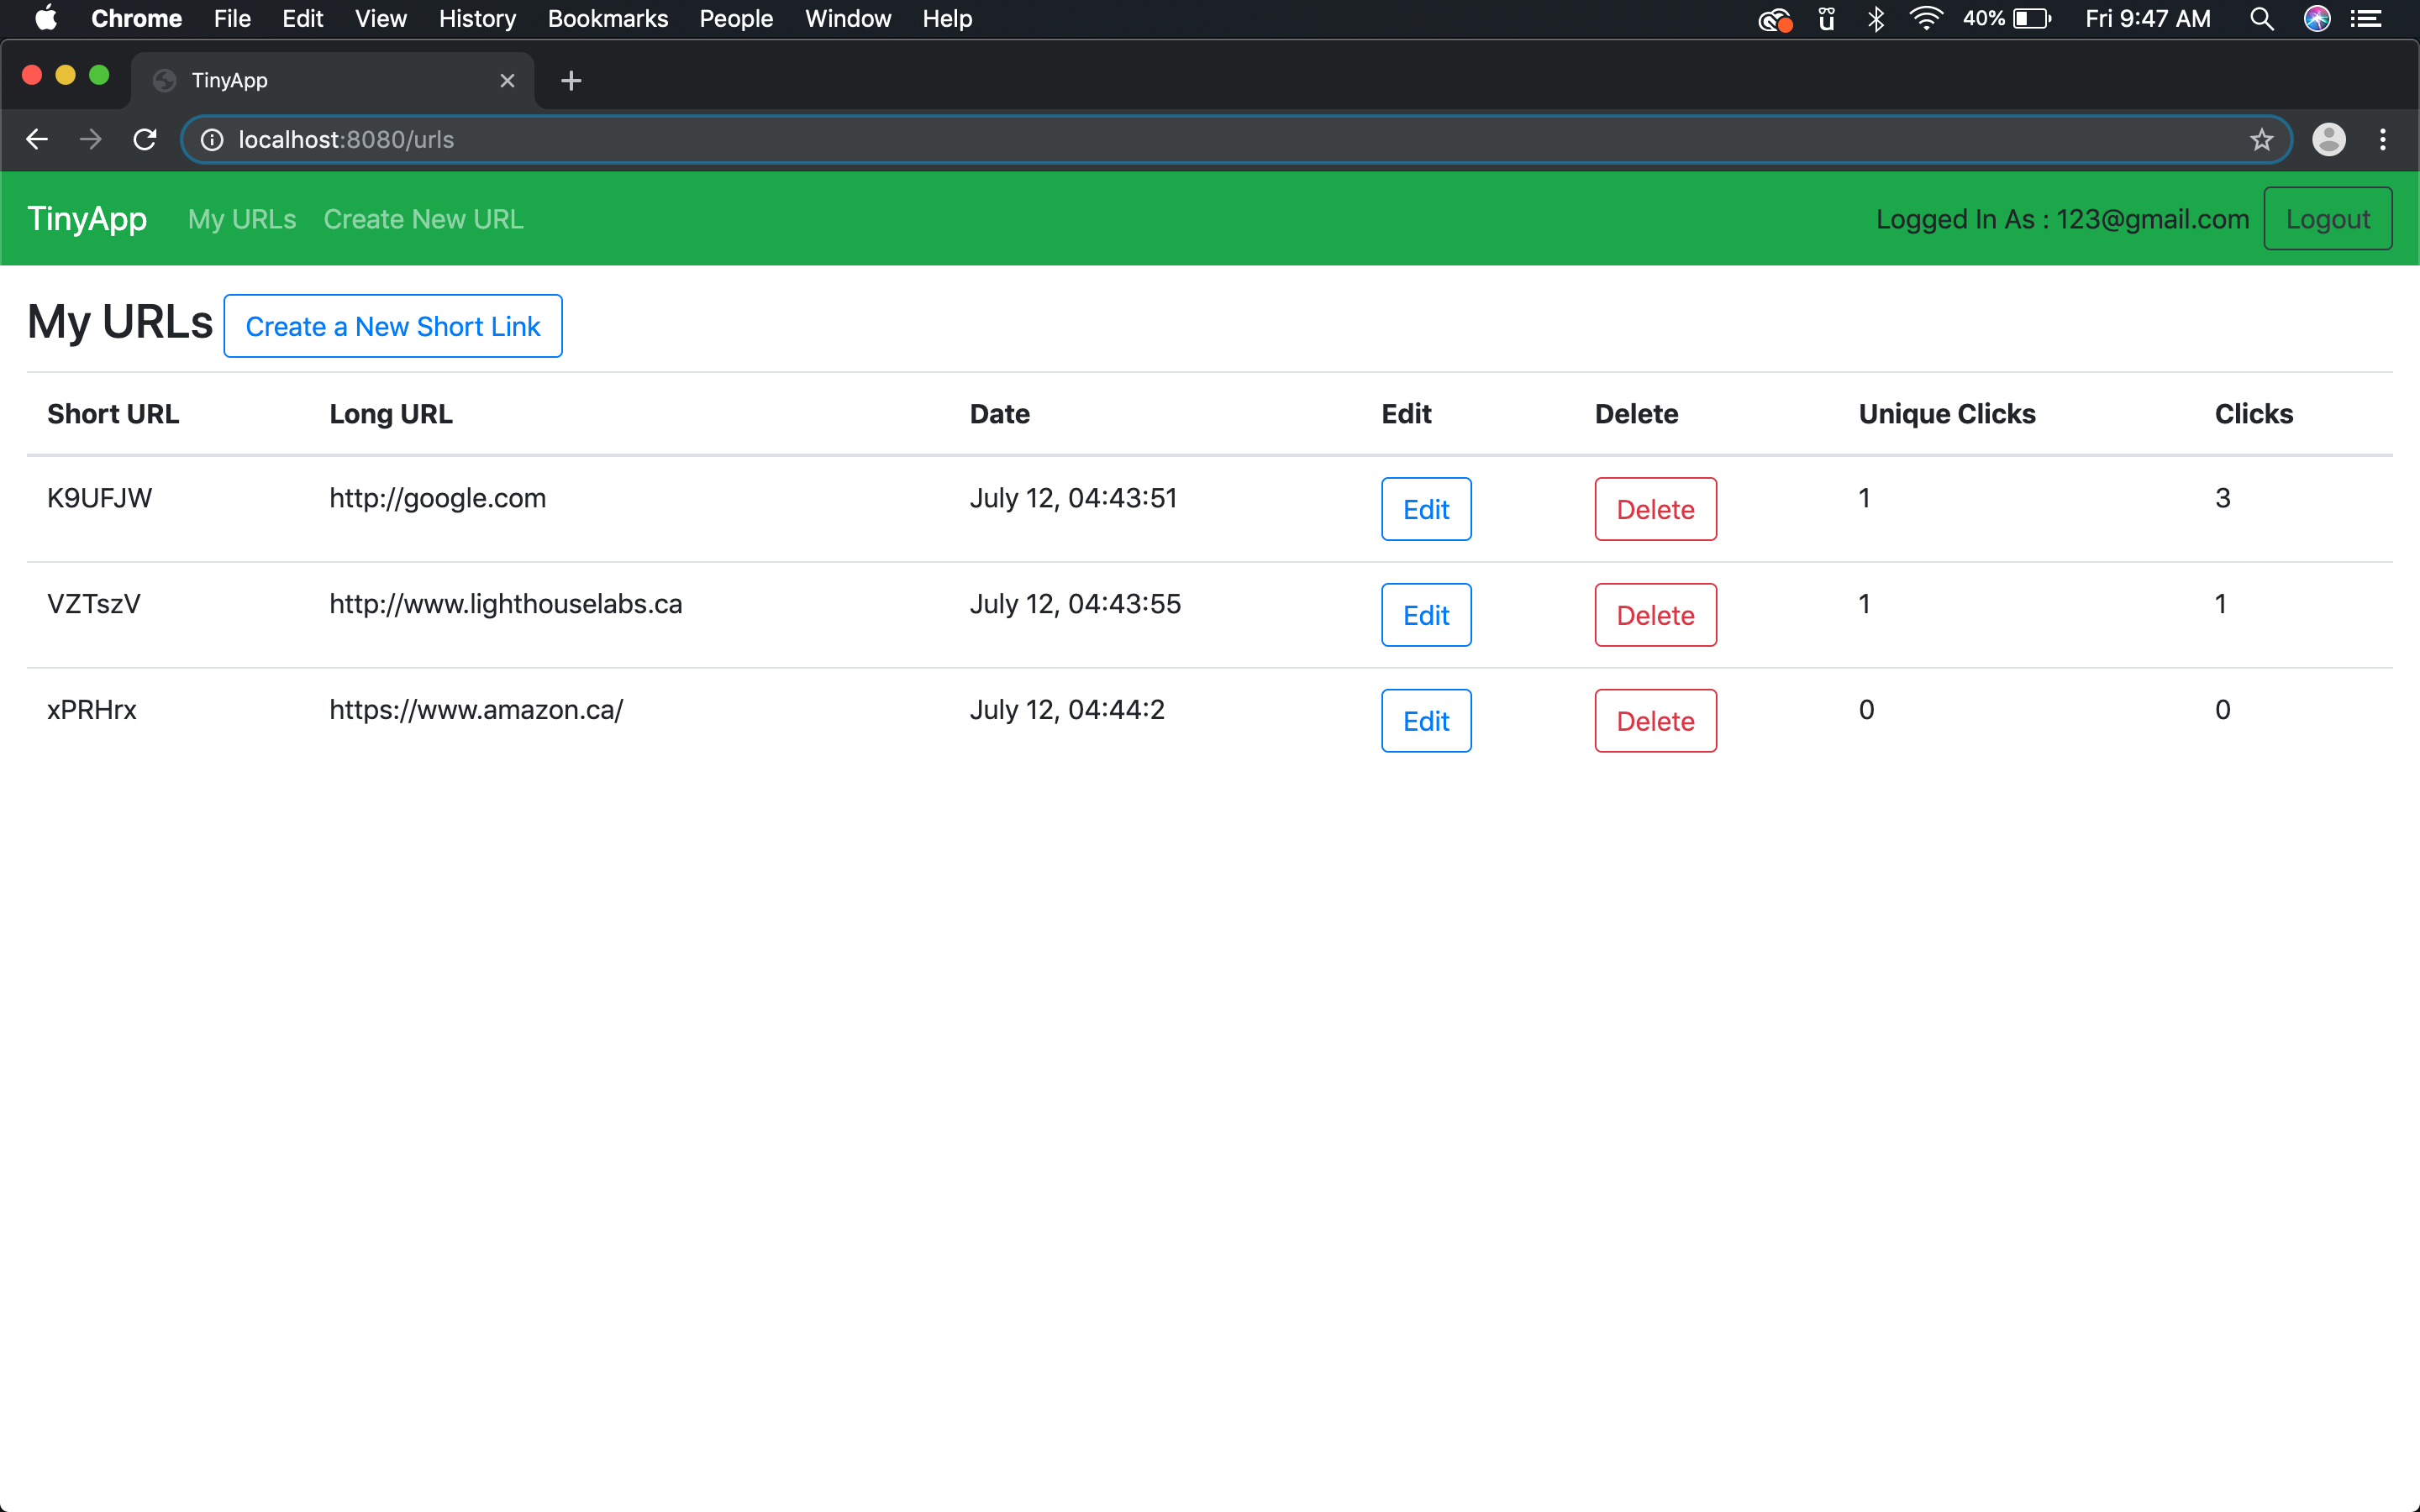 Chrome File Edit View History Bookmarks People Window Help 40% Fri 9:47 AM
TinyApp
localhost:8080/urls
TinyApp My URLs Create New URL Logged In As : 123@gmail.com Logout
My URLs Create a New Short Link
Short URL Long URL Date Edit Delete Unique Clicks Clicks
K9UFJW http://google.com July 12, 04:43:51 Edit Delete 1 3
VZTszV http://www.lighthouselabs.ca July 12, 04:43:55 Edit Delete 1 1
xPRHrx https://www.amazon.ca/ July 12, 04:44:2 Edit Delete 0 0